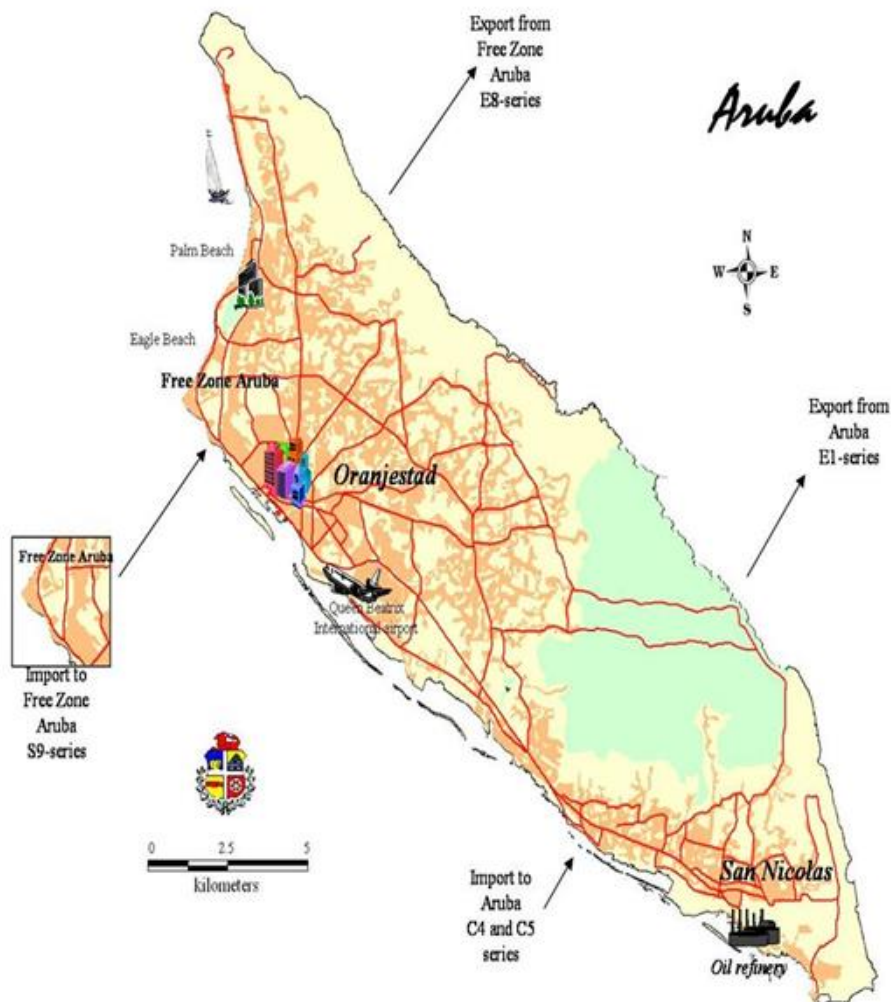 Export from
Free Zone
Aruba
E8-series
Aruba
N
W E
S
Palm Beach
Eagle Beach
Free Zone Aruba
Export from
Aruba
E1-series
Oranjestad
Free Zone Aruba
Queen Beatrix
International airport
Import to
Free Zone
Aruba
S9-series
0 2.5 5
kilometers
Import to
Aruba
C4 and C5
series
San Nicolas
Oil refinery